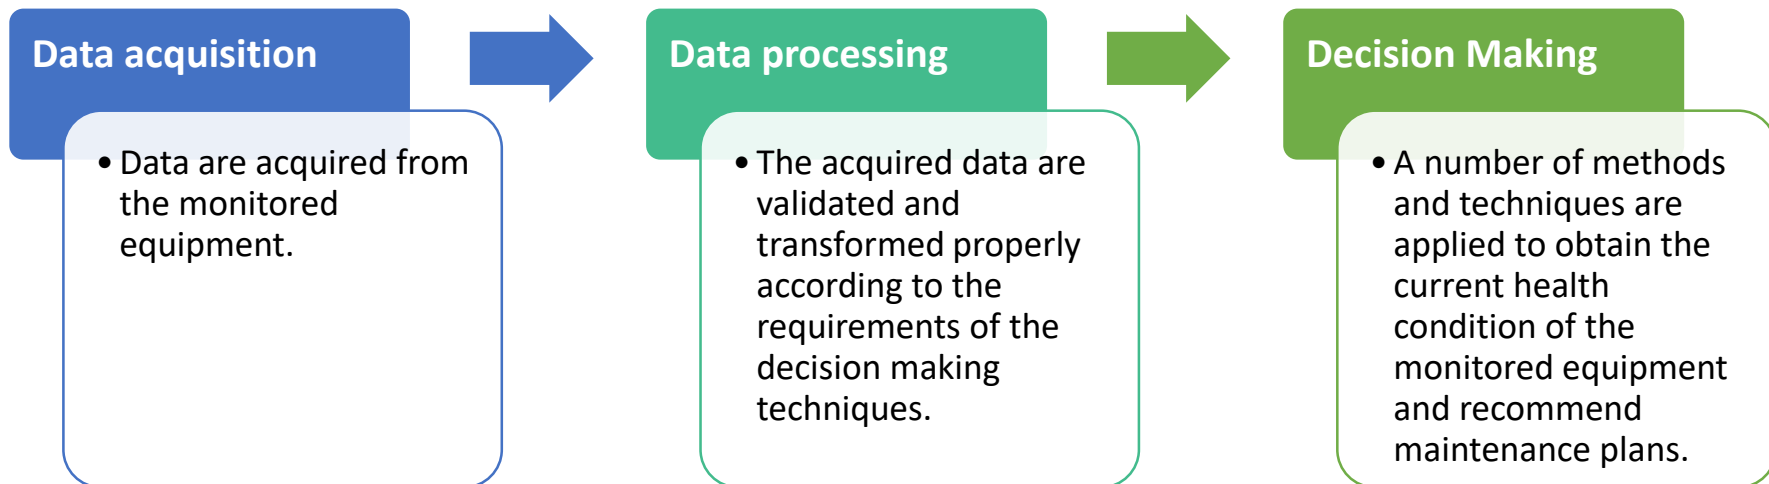 Data acquisition
• Data are acquired from
the monitored
equipment.
Data processing
• The acquired data are
validated and
transformed properly
according to the
requirements of the
decision making
techniques.
Decision Making
• A number of methods
and techniques are
applied to obtain the
current health
condition of the
monitored equipment
and recommend
maintenance plans.